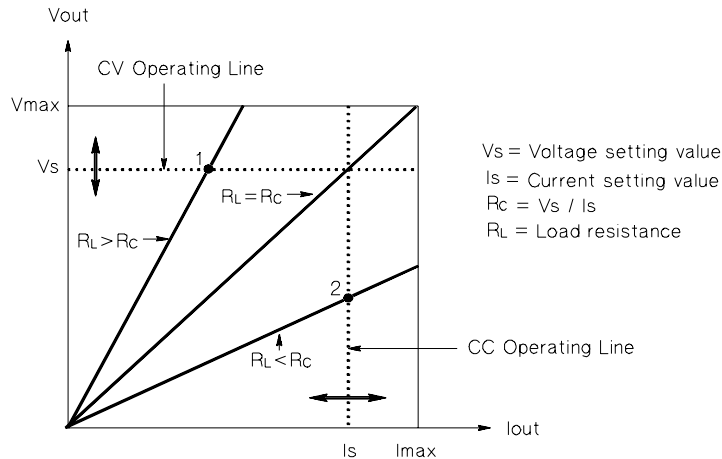 Vout
CV Operating Line
Vmax
Vs
1
RL=RC
RL>RC
2
RL<RC
CC Operating Line
Iout
Is
Imax
Vs = Voltage setting value
Is = Current setting value
RC = Vs / Is
RL = Load resistance